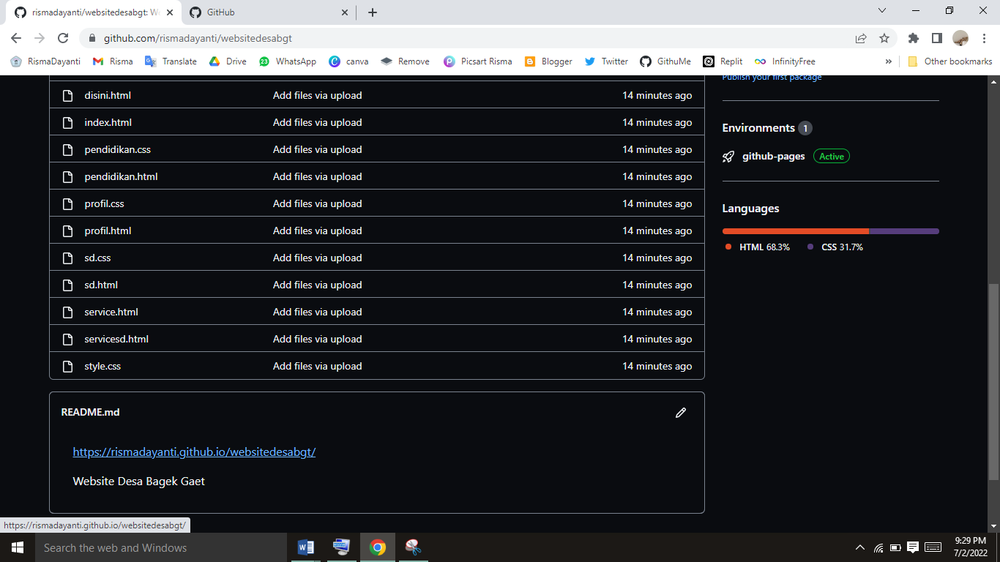 rismadayanti/websitedesabgt: W
GitHub
github.com/rismadayanti/websitedesabgt
RismaDayanti
Risma
Translate
Drive
23
WhatsApp
canva
Remove
Picsart Risma
Blogger
Twitter
GithuMe
Replit
InfinityFree
»
Other bookmarks
Publish your first package
disini.html Add files via upload 14 minutes ago
index.html Add files via upload 14 minutes ago
pendidikan.css Add files via upload 14 minutes ago
pendidikan.html Add files via upload 14 minutes ago
profil.css Add files via upload 14 minutes ago
profil.html Add files via upload 14 minutes ago
sd.css Add files via upload 14 minutes ago
sd.html Add files via upload 14 minutes ago
service.html Add files via upload 14 minutes ago
servicesd.html Add files via upload 14 minutes ago
style.css Add files via upload 14 minutes ago
Environments 1
github-pages Active
Languages
HTML 68.3% CSS 31.7%
README.md
https://rismadayanti.github.io/websitedesabgt/
Website Desa Bagek Gaet
https://rismadayanti.github.io/websitedesabgt/
Search the web and Windows
9:29 PM
7/2/2022